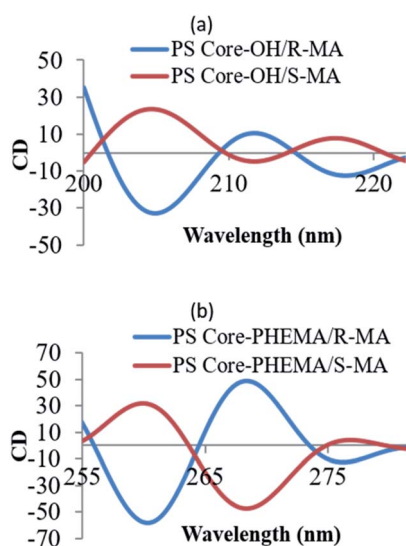 (a)
PS Core-OH/R-MA
PS Core-OH/S-MA
50
30
10
-10
-30
-50
CD
200
210
220
Wavelength (nm)
(b)
PS Core-PHEMA/R-MA
PS Core-PHEMA/S-MA
70
50
30
10
-10
-30
-50
-70
CD
255
265
275
Wavelength (nm)